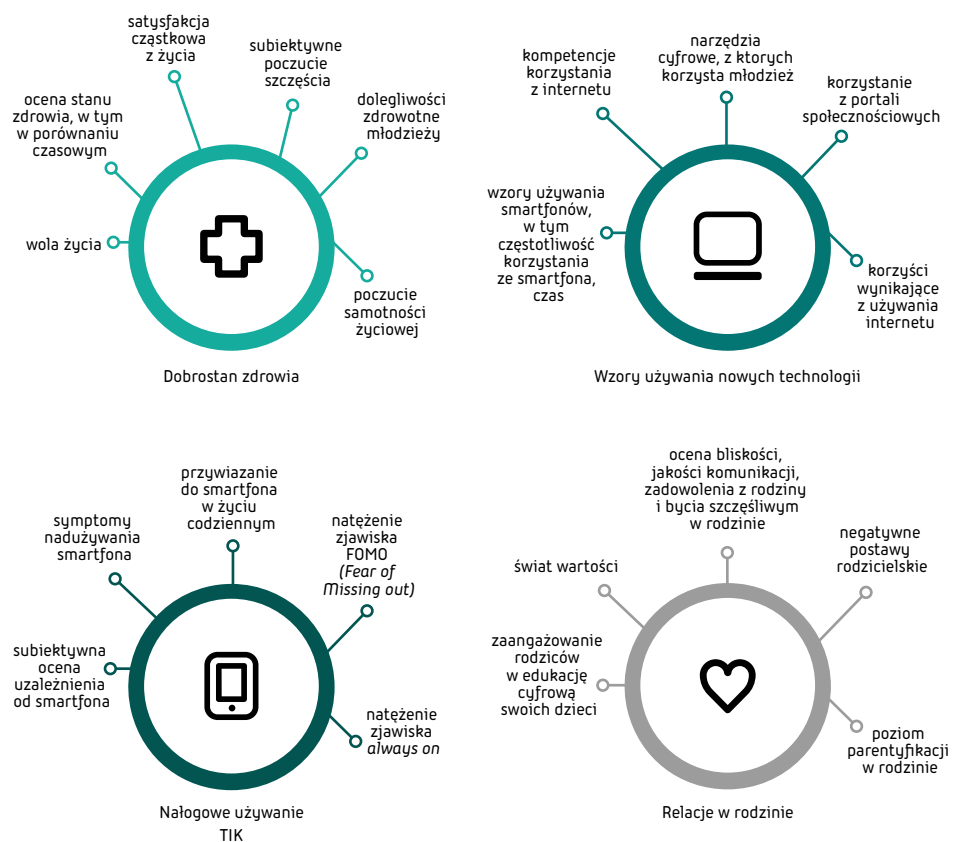 satysfakcja
cząstkowa
z życia
subiektywne
poczucie
szczęścia
ocena stanu
zdrowia, w tym
w porównaniu
czasowym
dolegliwości
zdrowotne
młodzieży
wola życia
poczucie
samotności
życiowej
Dobrostan zdrowia
kompetencje
korzystania
z internetu
narzędzia
cyfrowe, z ktorych
korzysta młodzież
korzystanie
z portali
społecznościowych
wzory używania
smartfonów,
w tym
częstotliwość
korzystania
ze smartfona,
czas
korzyści
wynikające
z używania
internetu
Wzory używania nowych technologii
przywiazanie
do smartfona
w życiu
codziennym
symptomy
nadużywania
smartfona
natężenie
zjawiska
FOMO
(Fear of
Missing out)
subiektywna
ocena
uzależnienia
od smartfona
natężenie
zjawiska
always on
Nałogowe używanie
TIK
ocena bliskości,
jakości komunikacji,
zadowolenia z rodziny
i bycia szczęśliwym
w rodzinie
świat wartości
negatywne
postawy
rodzicielskie
zaangażowanie
rodziców
w edukację
cyfrową
swoich dzieci
poziom
parentyfikacji
w rodzinie
Relacje w rodzinie